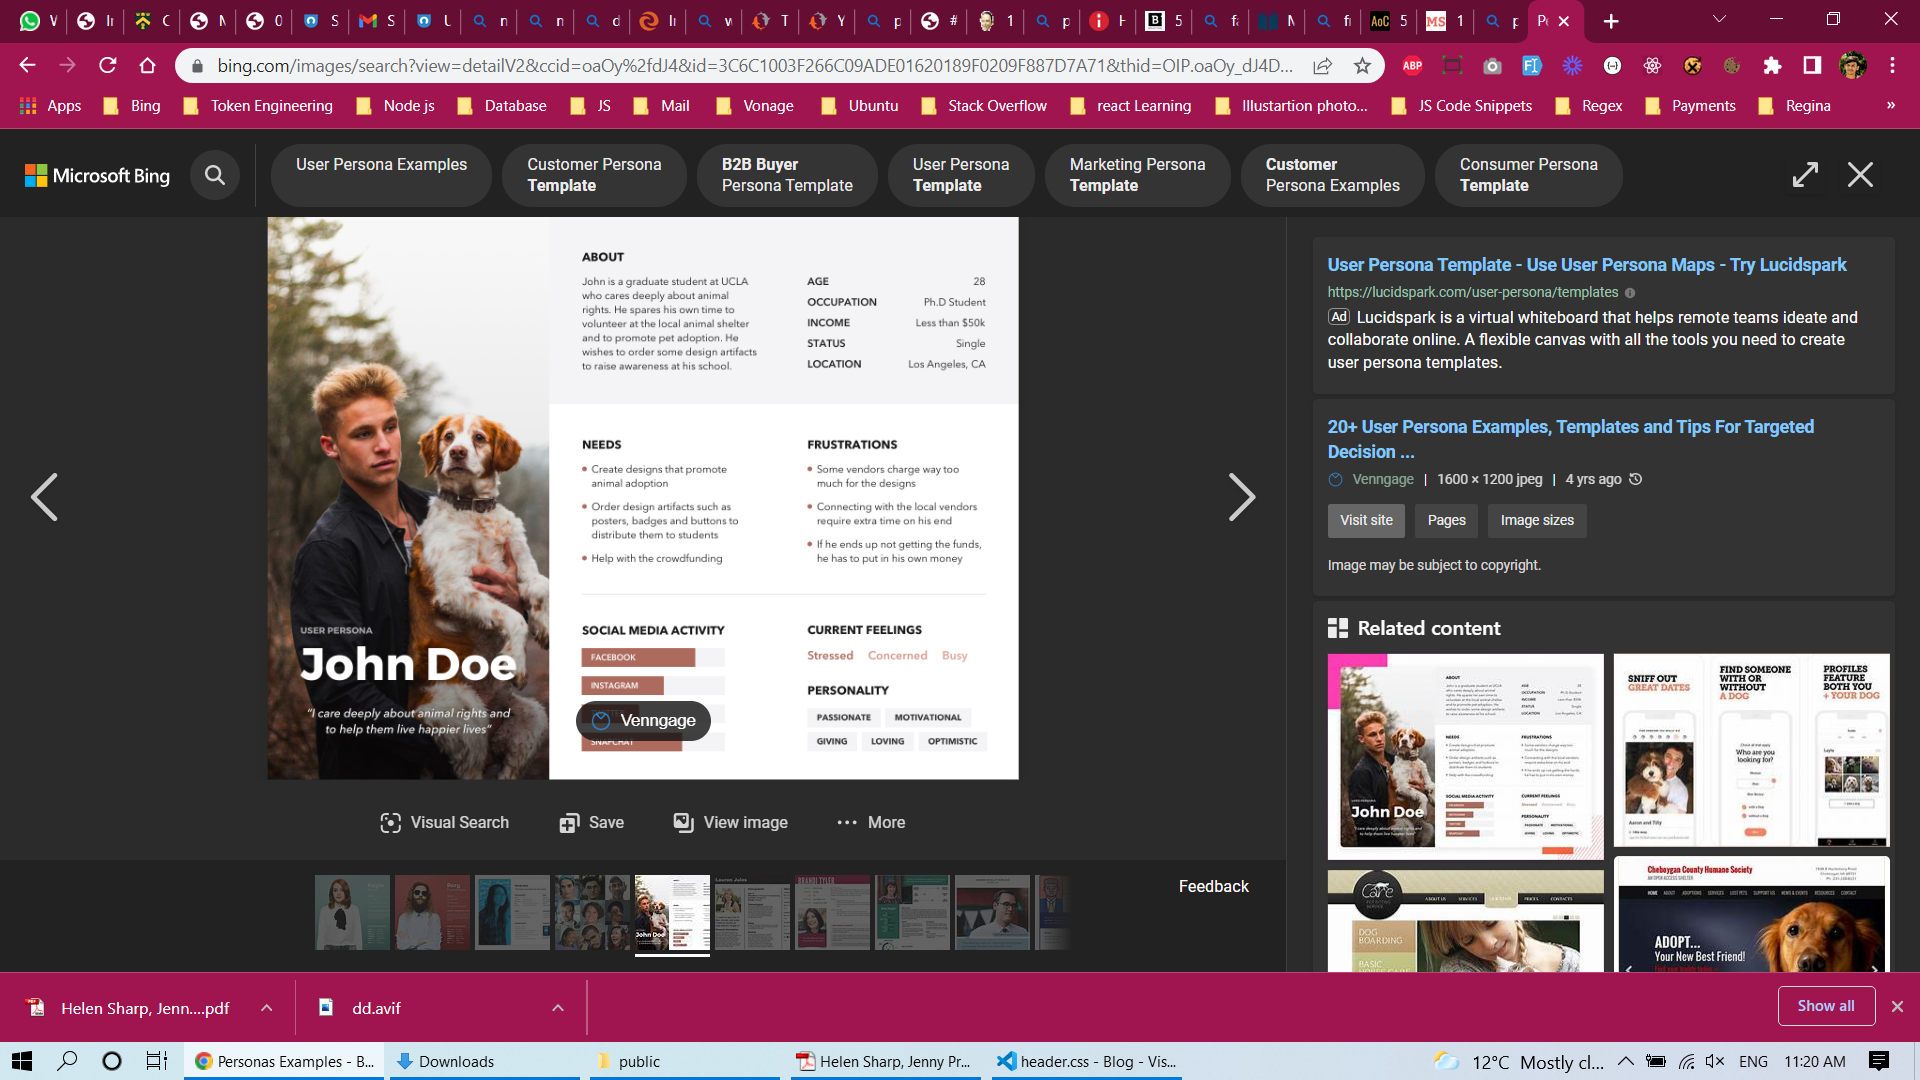 bing.com/images/search?view=detailV2&ccid=oaOy%2fdJ4&id=3C6C1003F266C09ADE01620189F0209F887D7A71&thid=OIP.oaOy_dJ4D...
Apps
Bing
Token Engineering
Node js
Database
JS
Mail
Vonage
Ubuntu
Stack Overflow
react Learning
Illustartion photo...
JS Code Snippets
Regex
Payments
Regina
»
Microsoft Bing
User Persona Examples
Customer Persona
Template
B2B Buyer
Persona Template
User Persona
Template
Marketing Persona
Template
Customer
Persona Examples
Consumer Persona
Template
USER PERSONA
John Doe
"I care deeply about animal rights and
to help them live happier lives"
ABOUT
John is a graduate student at UCLA
who cares deeply about animal
rights. He spares his own time to
volunteer at the local animal shelter
and to promote pet adoption. He
wishes to order some design artifacts
to raise awareness at his school.
AGE 28
OCCUPATION Ph.D Student
INCOME Less than $50k
STATUS Single
LOCATION Los Angeles, CA
NEEDS
• Create designs that promote
animal adoption
• Order design artifacts such as
posters, badges and buttons to
distribute them to students
• Help with the crowdfunding
FRUSTRATIONS
• Some vendors charge way too
much for the designs
• Connecting with the local vendors
require extra time on his end
• If he ends up not getting the funds,
he has to put in his own money
SOCIAL MEDIA ACTIVITY
FACEBOOK
INSTAGRAM
Venngage
SNAPCHAT
CURRENT FEELINGS
Stressed Concerned Busy
PERSONALITY
PASSIONATE MOTIVATIONAL
GIVING LOVING OPTIMISTIC
Visual Search
Save
View image
More
Feedback
User Persona Template - Use User Persona Maps - Try Lucidspark
https://lucidspark.com/user-persona/templates
Ad Lucidspark is a virtual whiteboard that helps remote teams ideate and
collaborate online. A flexible canvas with all the tools you need to create
user persona templates.
20+ User Persona Examples, Templates and Tips For Targeted
Decision ...
Venngage | 1600 × 1200 jpeg | 4 yrs ago
Visit site
Pages
Image sizes
Image may be subject to copyright.
Related content
John Doe
SNIFF OUT
GREAT DATES
FIND SOMEONE
WITH OR
WITHOUT
A DOG
PROFILES
FEATURE
BOTH YOU
+ YOUR DOG
Who are you
looking for?
Care
DOG
BOARDING
Cheboygan County Humane Society
ADOPT...
Your New Best Friend!
Helen Sharp, Jenn....pdf
dd.avif
Show all
Personas Examples - B...
Downloads
public
Helen Sharp, Jenny Pr...
header.css - Blog - Vis...
12°C Mostly cl...
ENG
11:20 AM